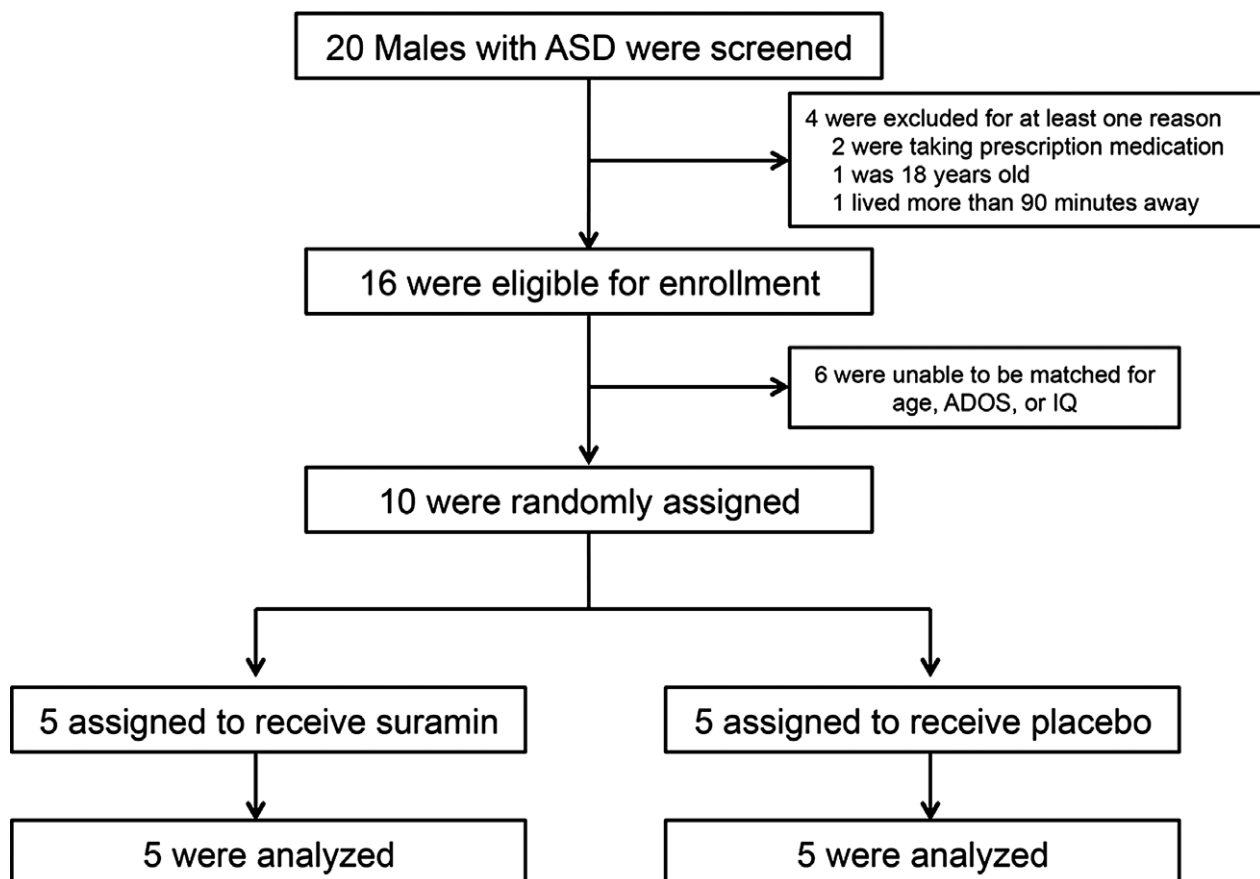 20 Males with ASD were screened
4 were excluded for at least one reason
2 were taking prescription medication
1 was 18 years old
1 lived more than 90 minutes away
16 were eligible for enrollment
6 were unable to be matched for
age, ADOS, or IQ
10 were randomly assigned
5 assigned to receive suramin
5 assigned to receive placebo
5 were analyzed
5 were analyzed